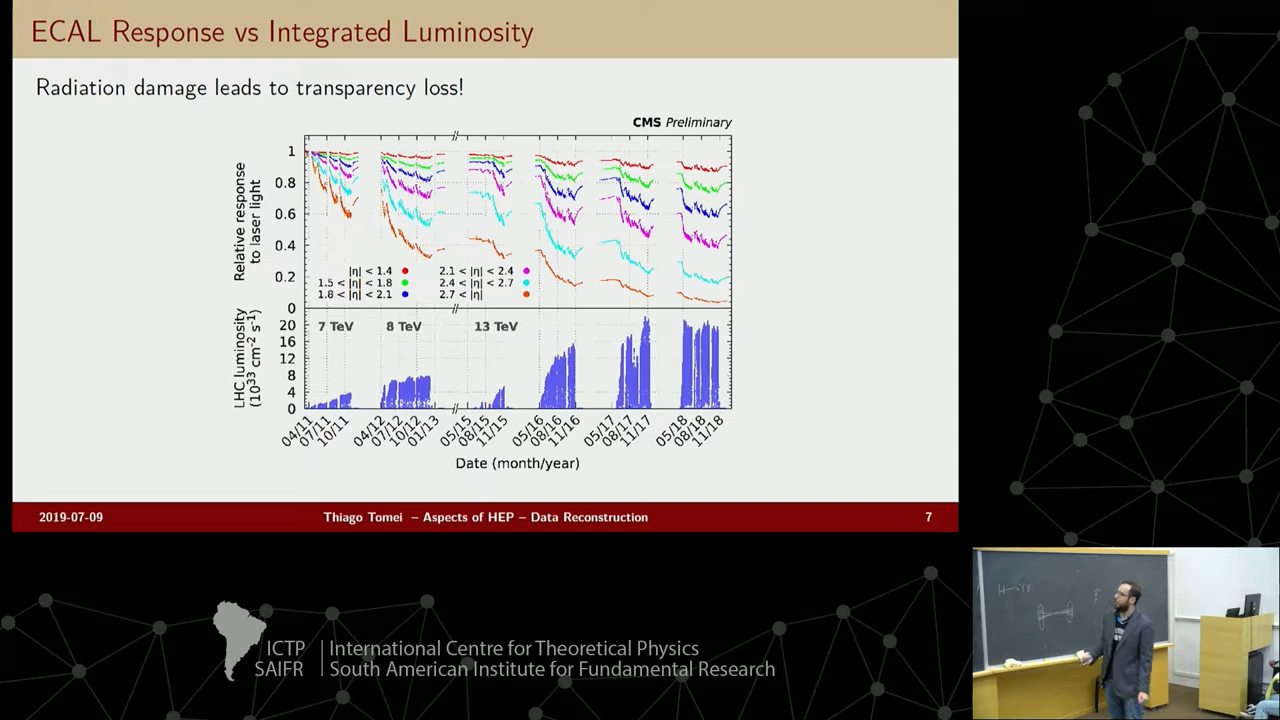 ECAL Response vs Integrated Luminosity
Radiation damage leads to transparency loss!
CMS Preliminary
Relative response
to laser light
1
0.8
0.6
0.4
0.2
0
|η| < 1.4
1.5 < |η| < 1.8
1.8 < |η| < 2.1
2.1 < |η| < 2.4
2.4 < |η| < 2.7
2.7 < |η|
LHC luminosity
(10³³ cm⁻² s⁻¹)
20
16
12
8
4
0
7 TeV
8 TeV
13 TeV
04/11
07/11
10/11
04/12
07/12
10/12
01/13
05/15
08/15
11/15
05/16
08/16
11/16
05/17
08/17
11/17
05/18
08/18
11/18
Date (month/year)
2019-07-09
Thiago Tomei – Aspects of HEP – Data Reconstruction
7
ICTP
SAIFR
International Centre for Theoretical Physics
South American Institute for Fundamental Research